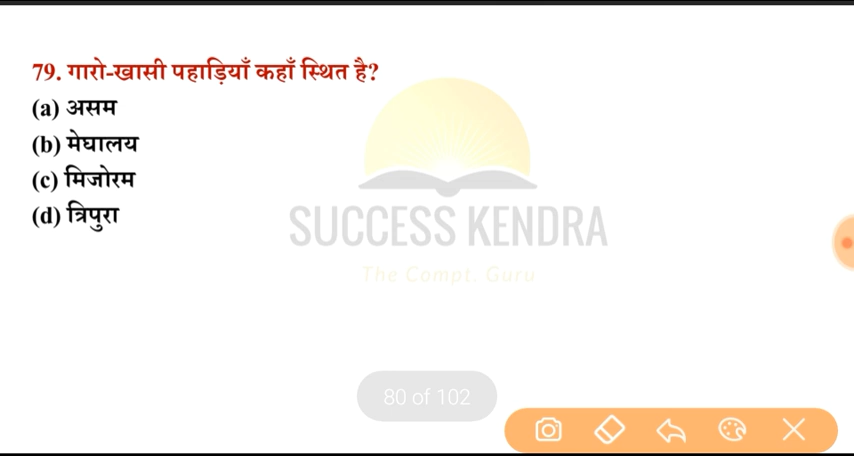 79. गारो-खासी पहाड़ियाँ कहाँ स्थित है?
(a) असम
(b) मेघालय
(c) मिजोरम
(d) त्रिपुरा
SUCCESS KENDRA
The Compt. Guru
80 of 102